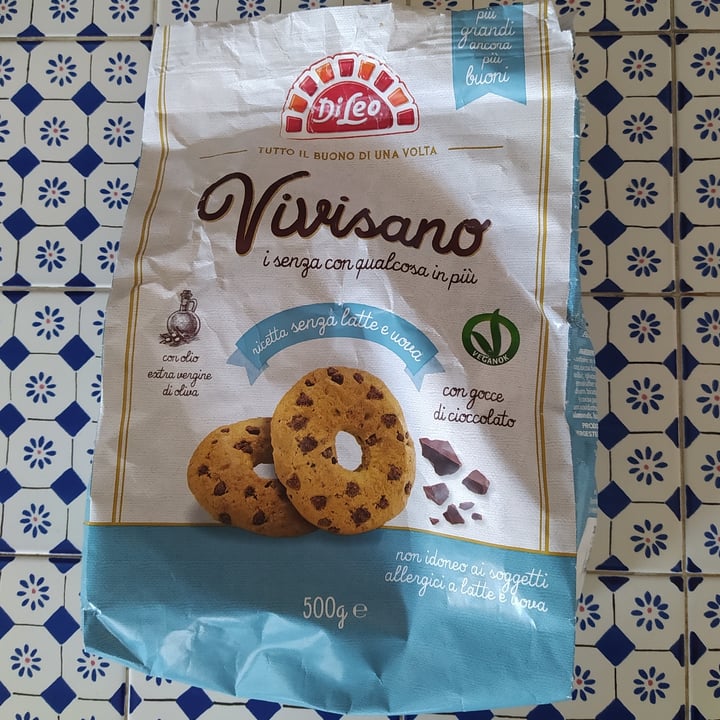 più
grandi
ancora
più
buoni
Di Leo
TUTTO IL BUONO DI UNA VOLTA
Vivisano
i senza con qualcosa in più
ricetta senza latte e uova
con olio
extra vergine
di oliva
VEGANOK
con gocce
di cioccolato
non idoneo ai soggetti
allergici a latte e uova
500g e